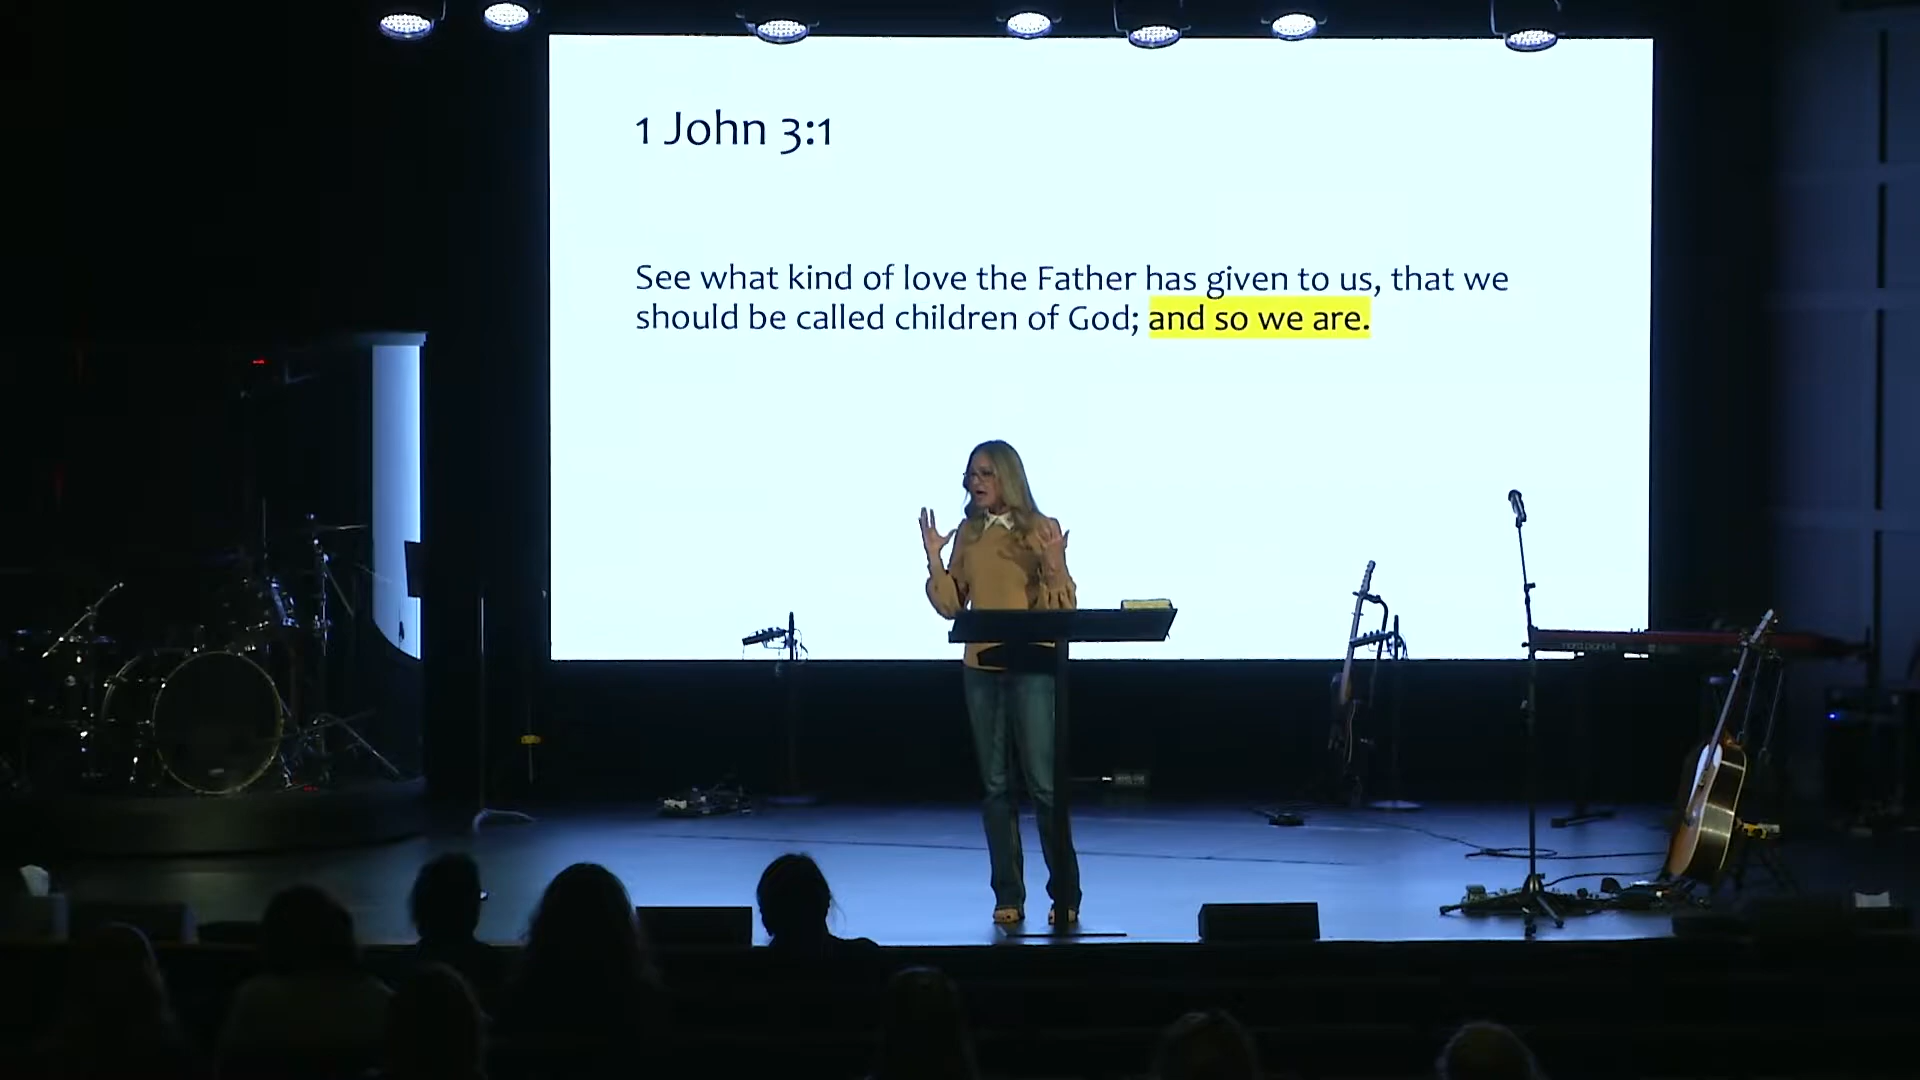 1 John 3:1
See what kind of love the Father has given to us, that we
should be called children of God; and so we are.